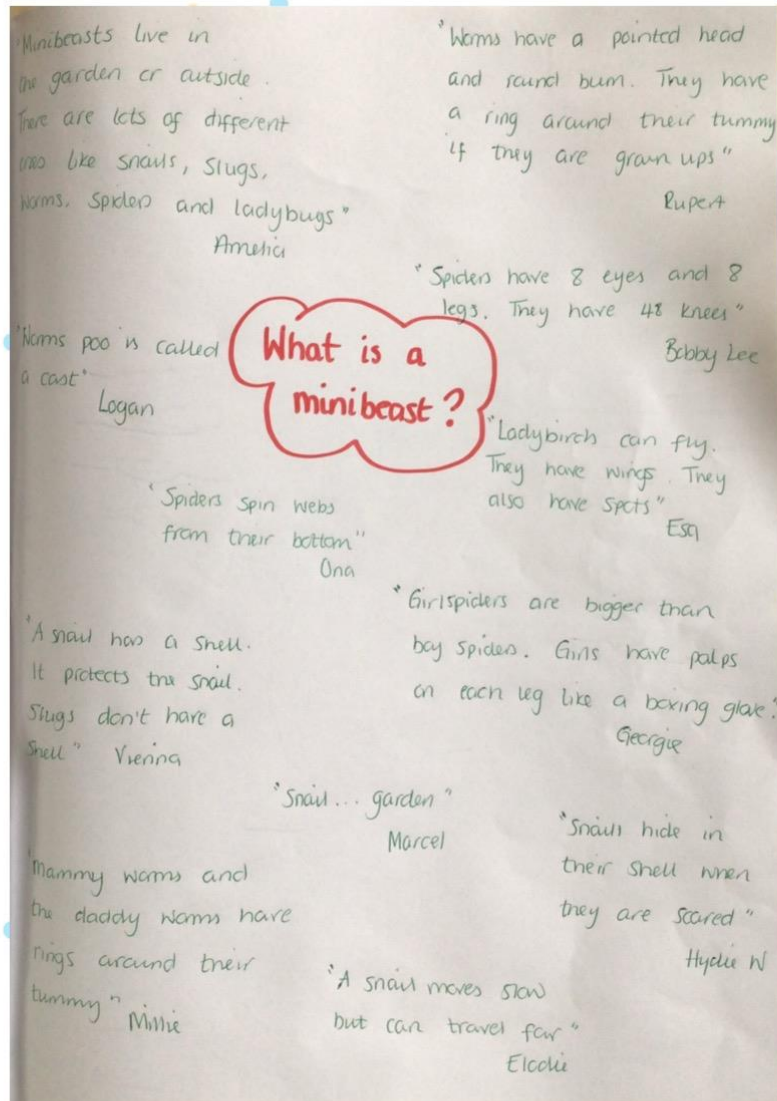 "Minibeasts live in
the garden or outside.
There are lots of different
ones like snails, slugs,
worms, spiders and ladybugs"
Amelia
"Worms have a pointed head
and round bum. They have
a ring around their tummy
if they are grown ups"
Rupert
"Spiders have 8 eyes and 8
legs. They have 48 knees"
Bobby Lee
"Worms poo is called
a cast"
Logan
What is a
minibeast?
"Ladybirds can fly.
They have wings. They
also have spots"
Esa
"Spiders spin webs
from their bottom"
Ona
"Girlspiders are bigger than
boy spiders. Girls have palps
on each leg like a boxing glove."
Georgie
"A snail has a shell.
It protects the snail.
Slugs don't have a
shell" Vienna
"Snail... garden"
Marcel
"Snails hide in
their shell when
they are scared"
Hydie W
"Mammy worms and
the daddy worms have
rings around their
tummy" Millie
"A snail moves slow
but can travel far"
Elodie